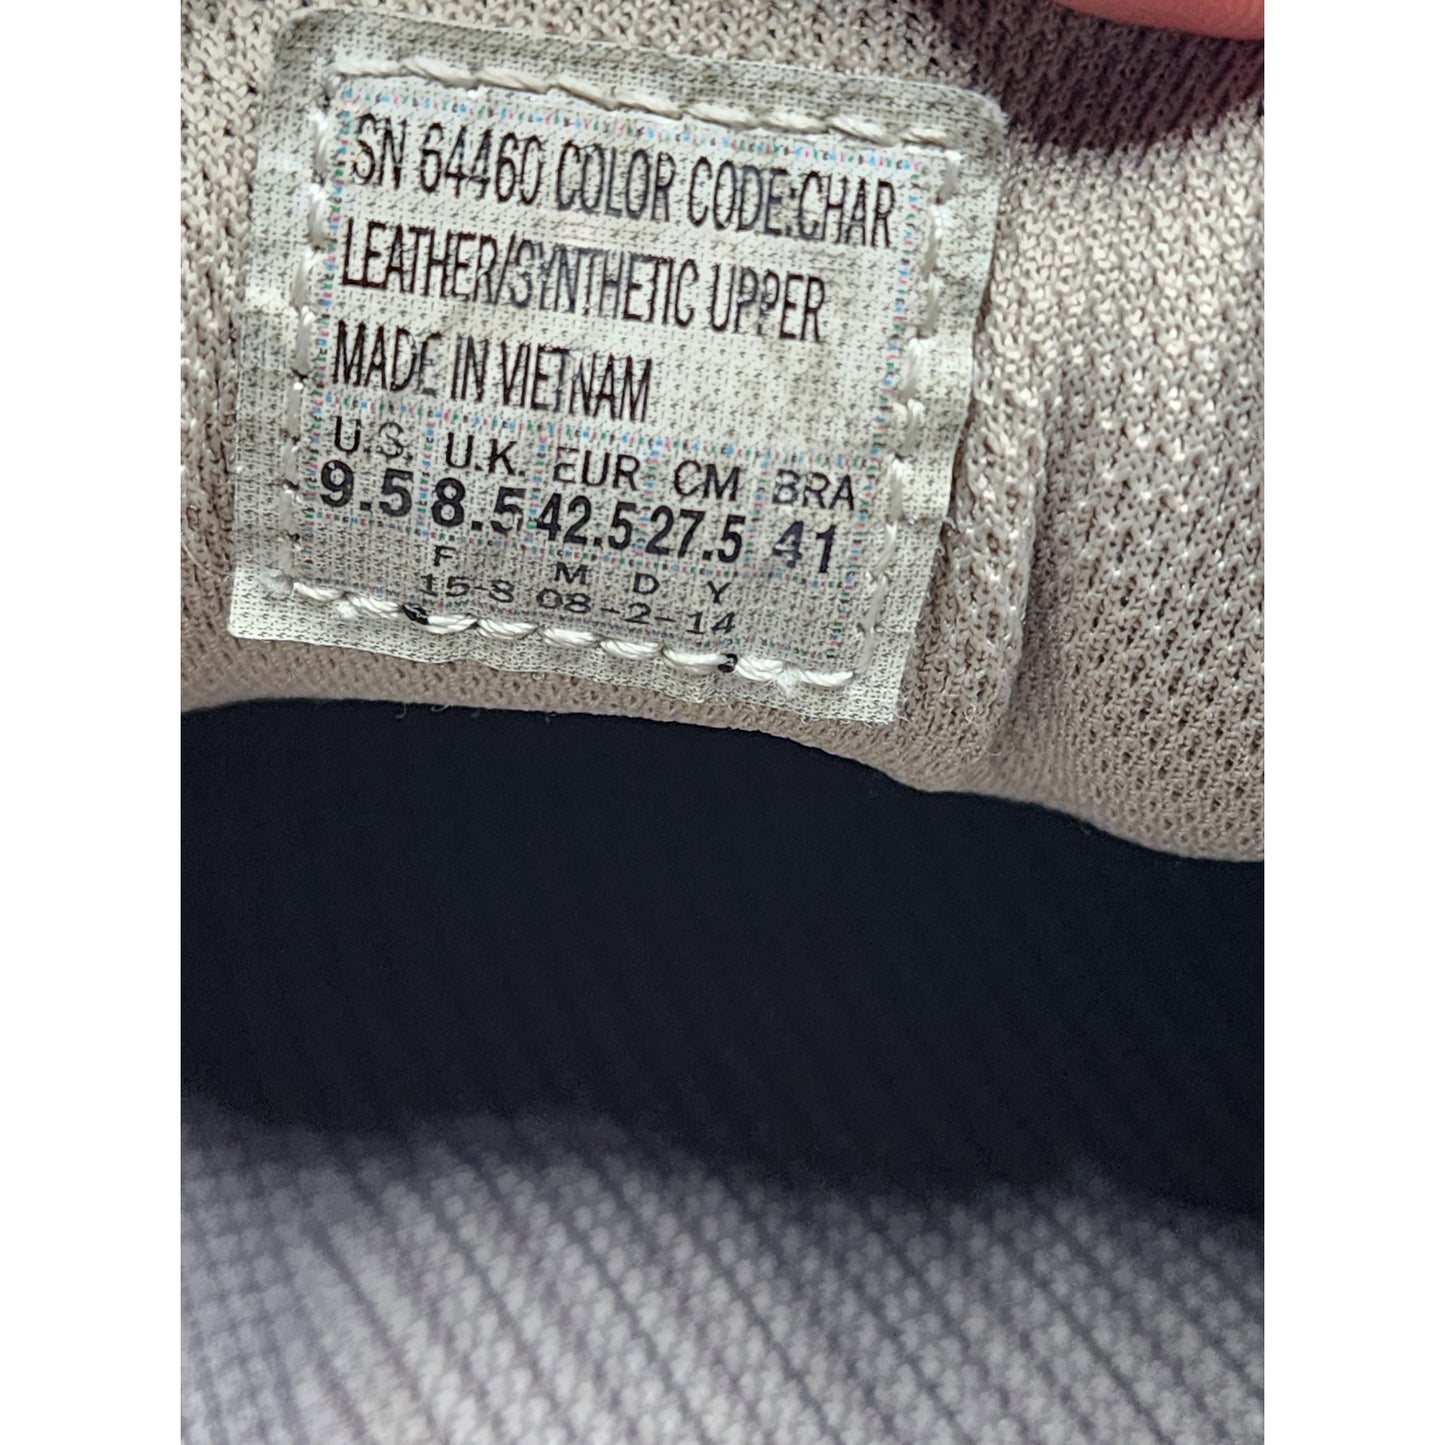 SN 64460 COLOR CODE:CHAR
LEATHER/SYNTHETIC UPPER
MADE IN VIETNAM
U.S. U.K. EUR CM BRA
9.5 8.5 42.5 27.5 41
F M D Y
15-8 08-2-14